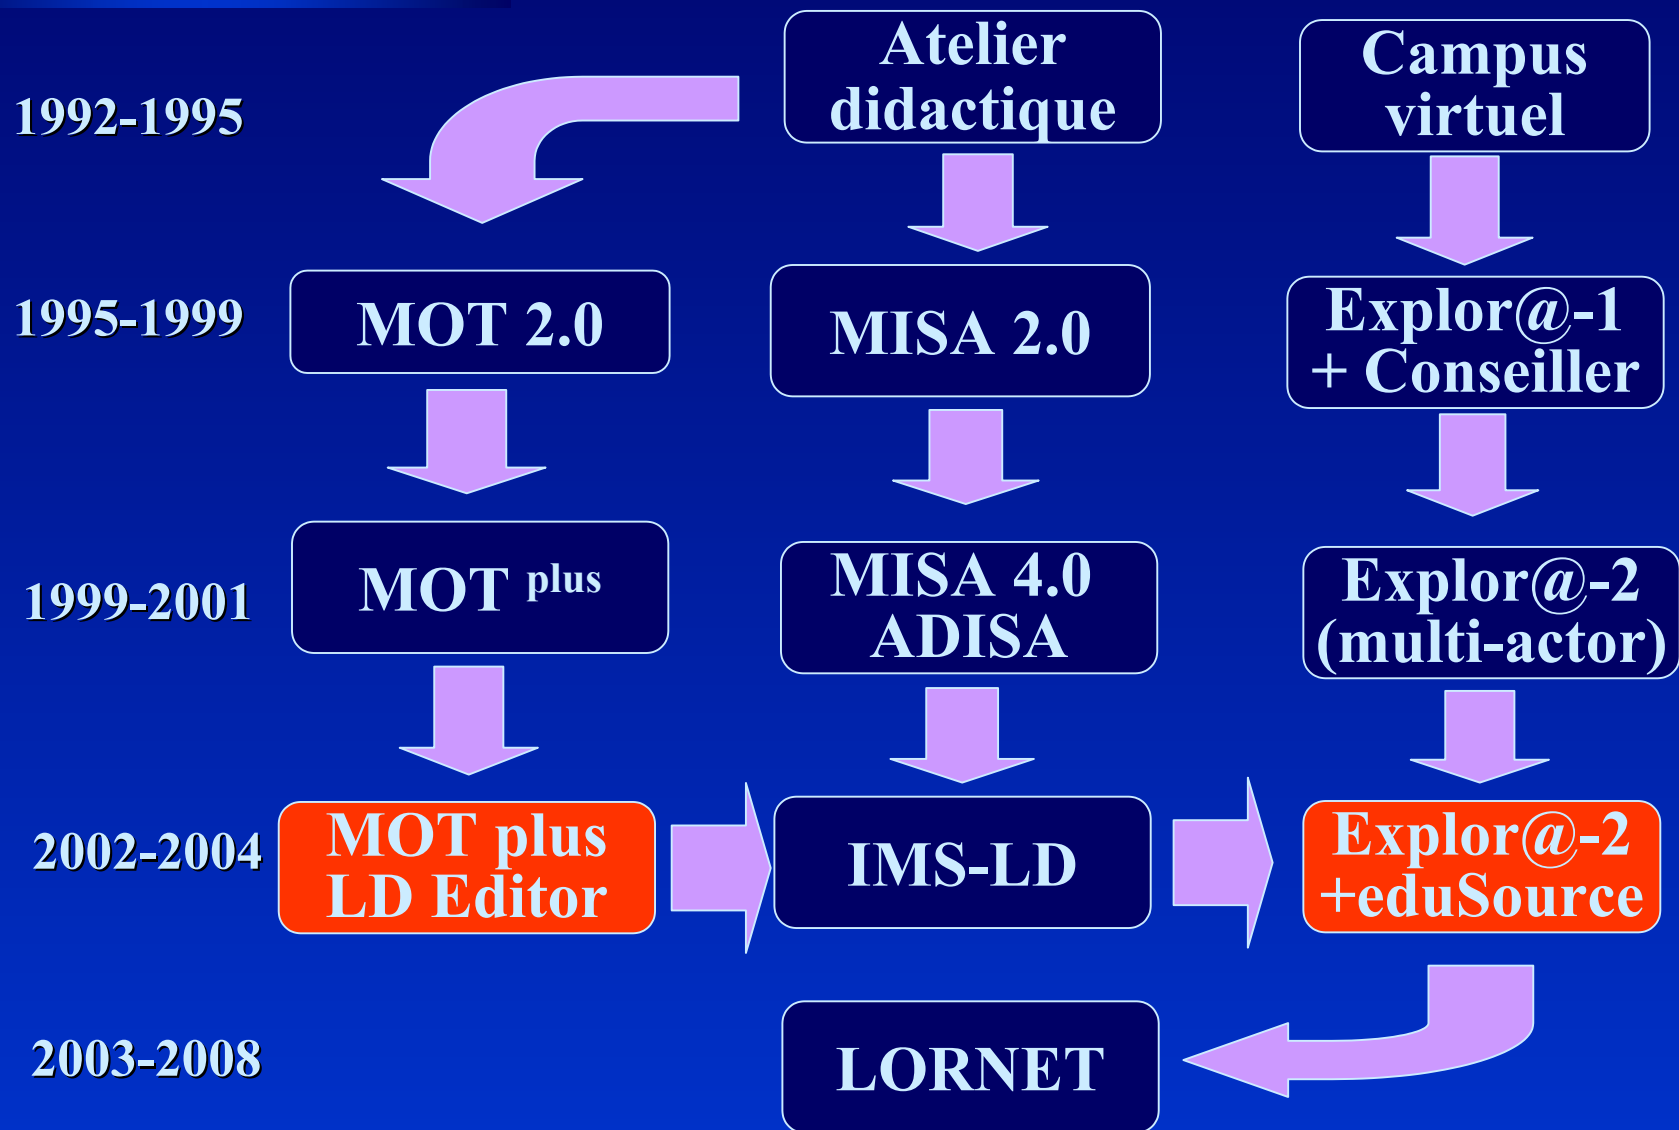 1992-1995
Atelier
didactique
Campus
virtuel
1995-1999
MOT 2.0
MISA 2.0
Explor@-1
+ Conseiller
1999-2001
MOT plus
MISA 4.0
ADISA
Explor@-2
(multi-actor)
2002-2004
MOT plus
LD Editor
IMS-LD
Explor@-2
+eduSource
2003-2008
LORNET